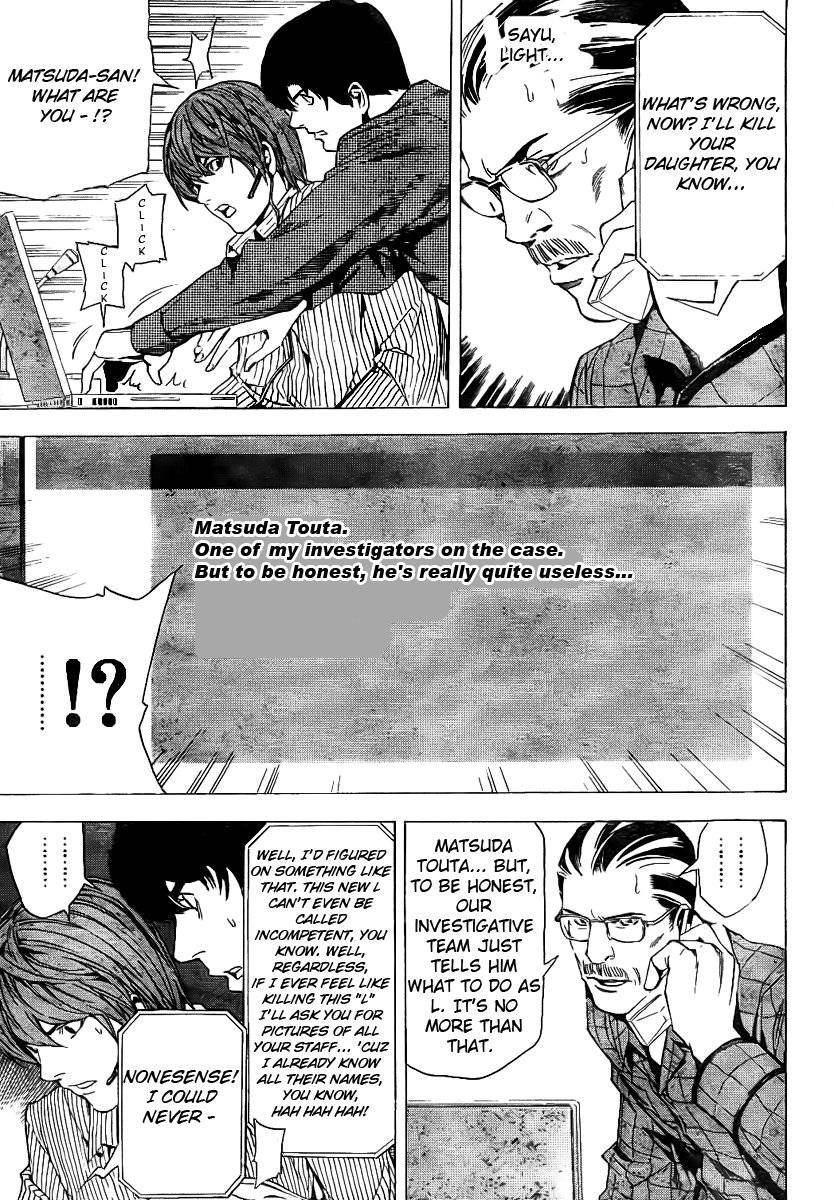 SAYU,
LIGHT...
WHAT'S WRONG,
NOW? I'LL KILL
YOUR
DAUGHTER, YOU
KNOW...
MATSUDA-SAN!
WHAT ARE
YOU - !?
CLICK
CLICK
Matsuda Touta.
One of my investigators on the case.
But to be honest, he's really quite useless...
!?
.........
.........
MATSUDA
TOUTA... BUT,
TO BE HONEST,
OUR
INVESTIGATIVE
TEAM JUST
TELLS HIM
WHAT TO DO AS
L. IT'S NO
MORE THAN
THAT.
WELL, I'D FIGURED
ON SOMETHING LIKE
THAT. THIS NEW L
CAN'T EVEN BE
CALLED
INCOMPETENT, YOU
KNOW. WELL,
REGARDLESS,
IF I EVER FEEL LIKE
KILLING THIS "L"
I'LL ASK YOU FOR
PICTURES OF ALL
YOUR STAFF... 'CUZ
I ALREADY KNOW
ALL THEIR NAMES,
YOU KNOW,
HAH HAH HAH!
.........
NONESENSE!
I COULD
NEVER -